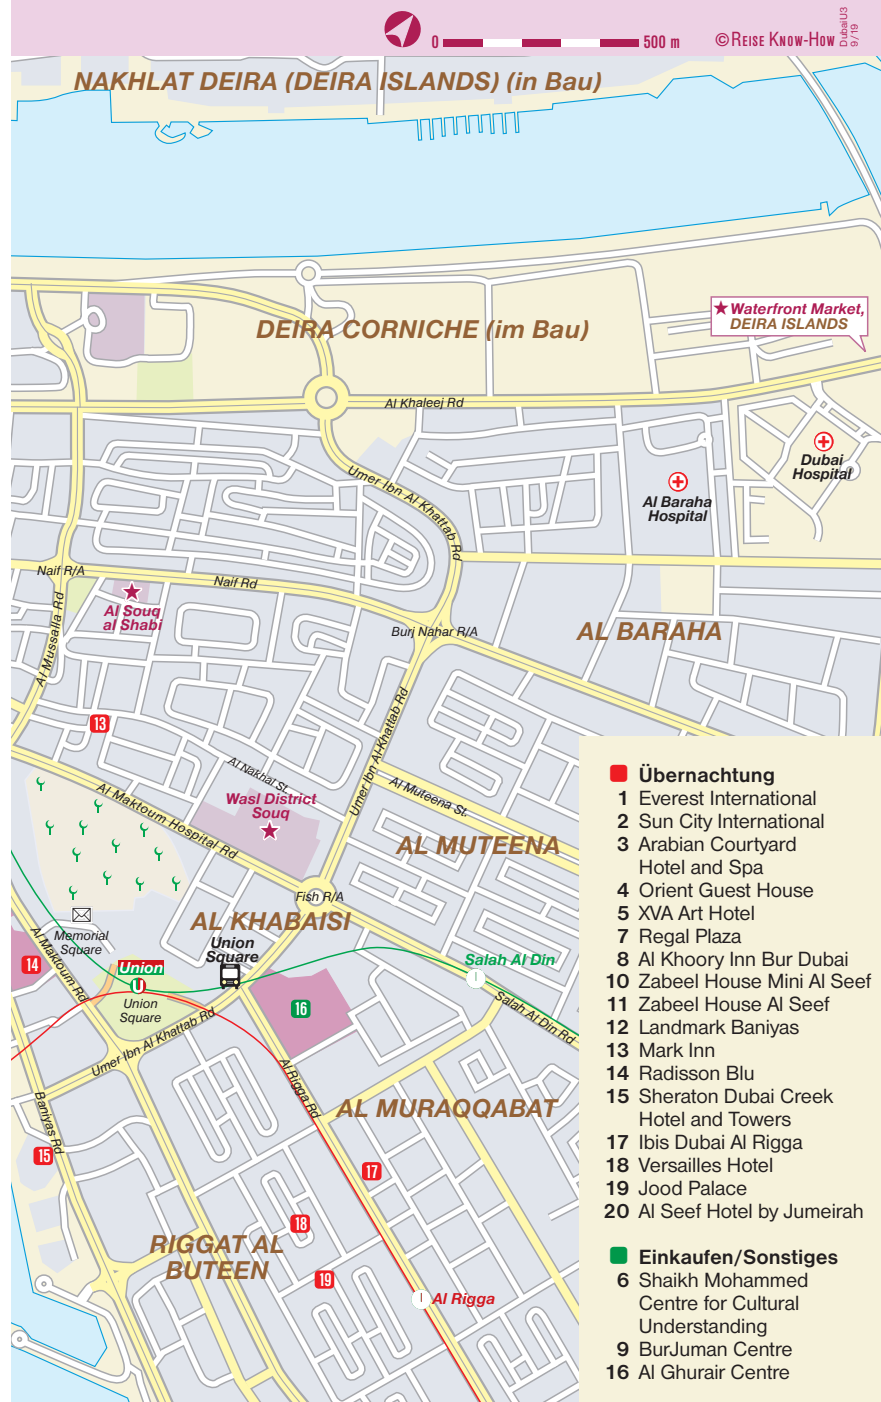 0 500 m ©REISE KNOW-HOW DubaiU3
9/19
NAKHLAT DEIRA (DEIRA ISLANDS) (in Bau)
Waterfront Market,
DEIRA ISLANDS
DEIRA CORNICHE (im Bau)
Al Khaleej Rd
Dubai
Hospital
Umer Ibn Al Khattab Rd
Al Baraha
Hospital
Naif R/A
Naif Rd
Al Souq
al Shabi
Al Mussalla Rd
Burj Nahar R/A
AL BARAHA
13
Umer Ibn Al-Khattab Rd
Al Nakhal St.
Al Maktoum Hospital Rd
Wasl District
Souq
Al Muteena St.
AL MUTEENA
Fish R/A
AL KHABAISI
Memorial
Square
Al Maktoum Rd
Union
Square
14
Union
U
Union
Square
Salah Al Din
Salah Al Din Rd
16
Umer Ibn Al Khattab Rd
Al Rigga Rd
Baniyas Rd
AL MURAQQABAT
15
17
18
RIGGAT AL
BUTEEN
19
Al Rigga
Übernachtung
1 Everest International
2 Sun City International
3 Arabian Courtyard
Hotel and Spa
4 Orient Guest House
5 XVA Art Hotel
7 Regal Plaza
8 Al Khoory Inn Bur Dubai
10 Zabeel House Mini Al Seef
11 Zabeel House Al Seef
12 Landmark Baniyas
13 Mark Inn
14 Radisson Blu
15 Sheraton Dubai Creek
Hotel and Towers
17 Ibis Dubai Al Rigga
18 Versailles Hotel
19 Jood Palace
20 Al Seef Hotel by Jumeirah
Einkaufen/Sonstiges
6 Shaikh Mohammed
Centre for Cultural
Understanding
9 BurJuman Centre
16 Al Ghurair Centre